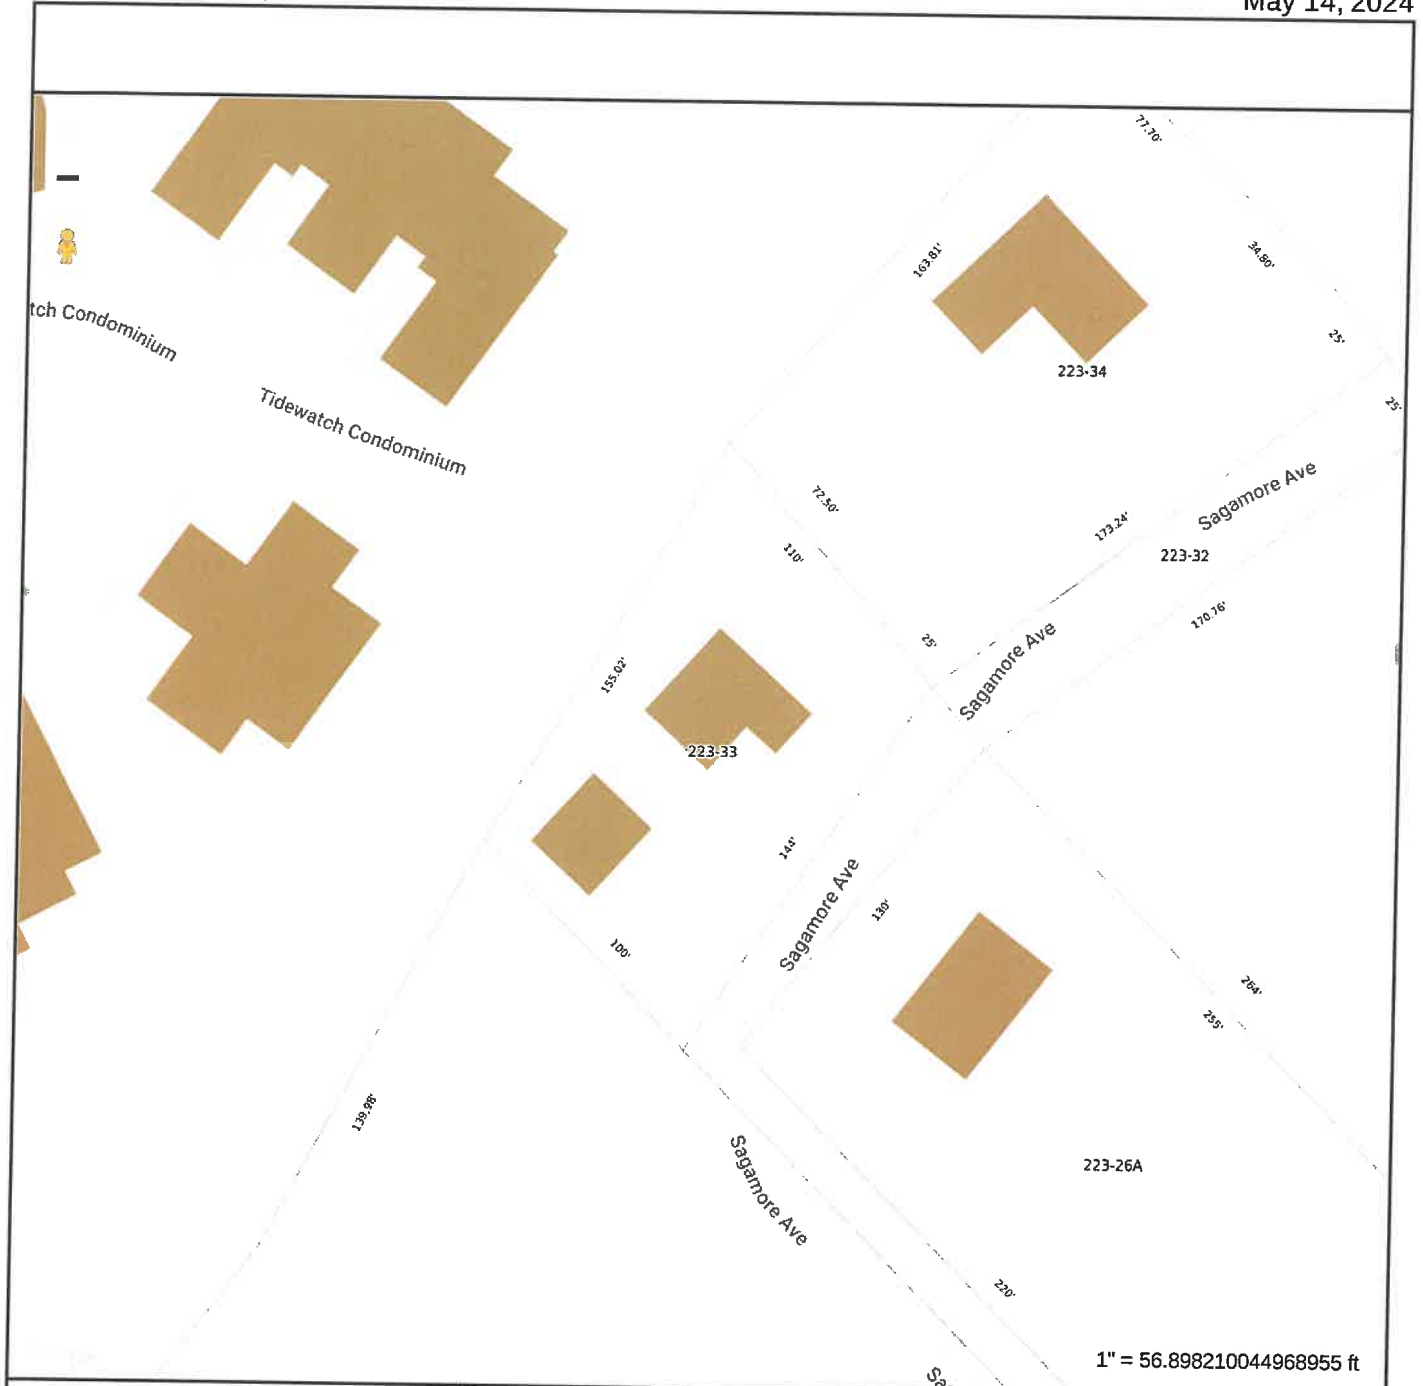 May 14, 2024
77.70'
163.81'
34.80'
25'
tch Condominium
223-34
25'
Tidewatch Condominium
Sagamore Ave
72.50'
173.24'
110'
223-32
170.76'
25'
Sagamore Ave
155.02'
223-33
144'
Sagamore Ave
130'
100'
264'
255'
139.98'
Sagamore Ave
223-26A
220'
1" = 56.898210044968955 ft
Sa